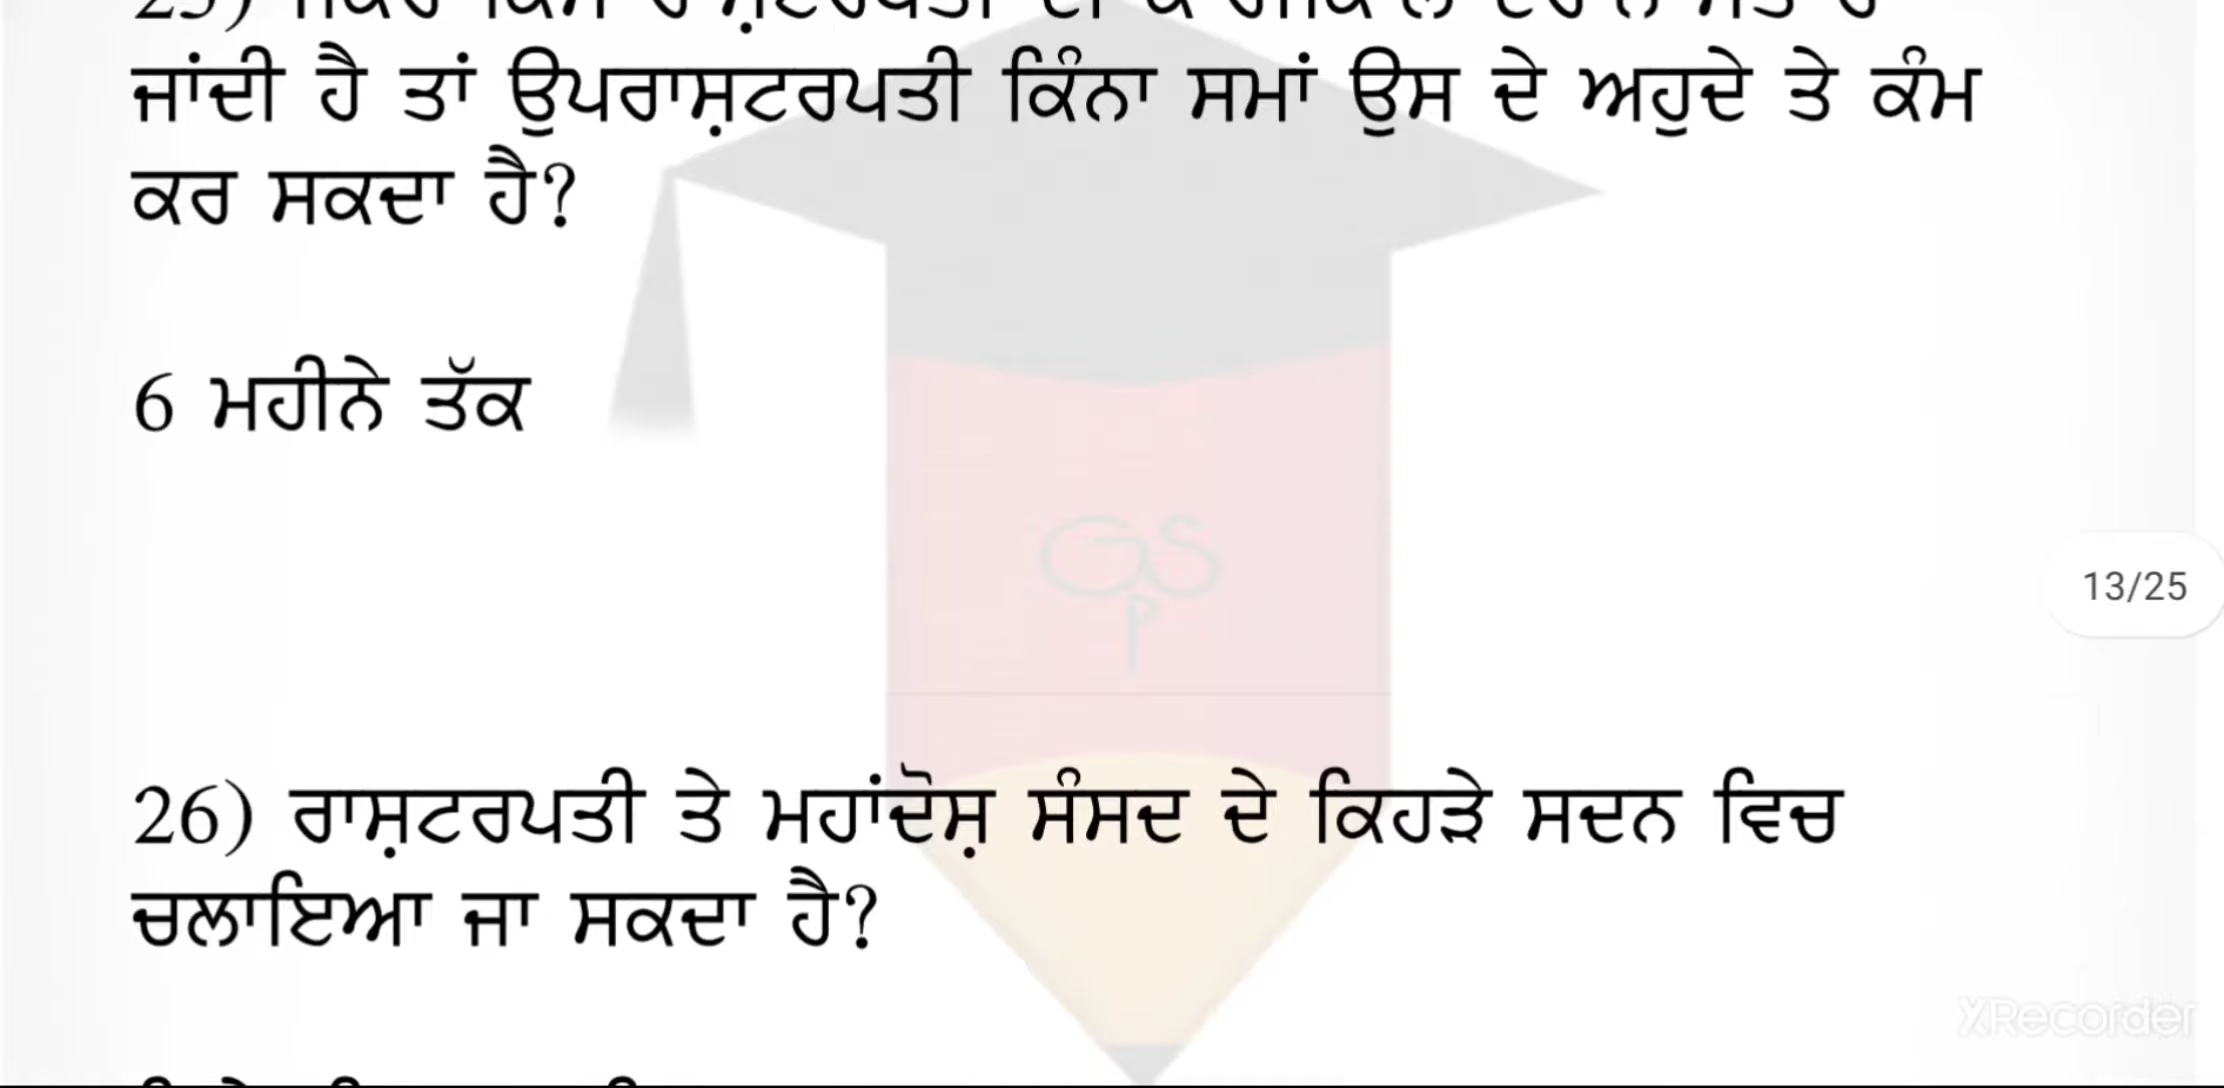 ਜਾਂਦੀ ਹੈ ਤਾਂ ਉਪਰਾਸ਼ਟਰਪਤੀ ਕਿੰਨਾ ਸਮਾਂ ਉਸ ਦੇ ਅਹੁਦੇ ਤੇ ਕੰਮ
ਕਰ ਸਕਦਾ ਹੈ?
6 ਮਹੀਨੇ ਤੱਕ
GSP
13/25
26) ਰਾਸ਼ਟਰਪਤੀ ਤੇ ਮਹਾਂਦੋਸ਼ ਸੰਸਦ ਦੇ ਕਿਹੜੇ ਸਦਨ ਵਿਚ
ਚਲਾਇਆ ਜਾ ਸਕਦਾ ਹੈ?
XRecorder